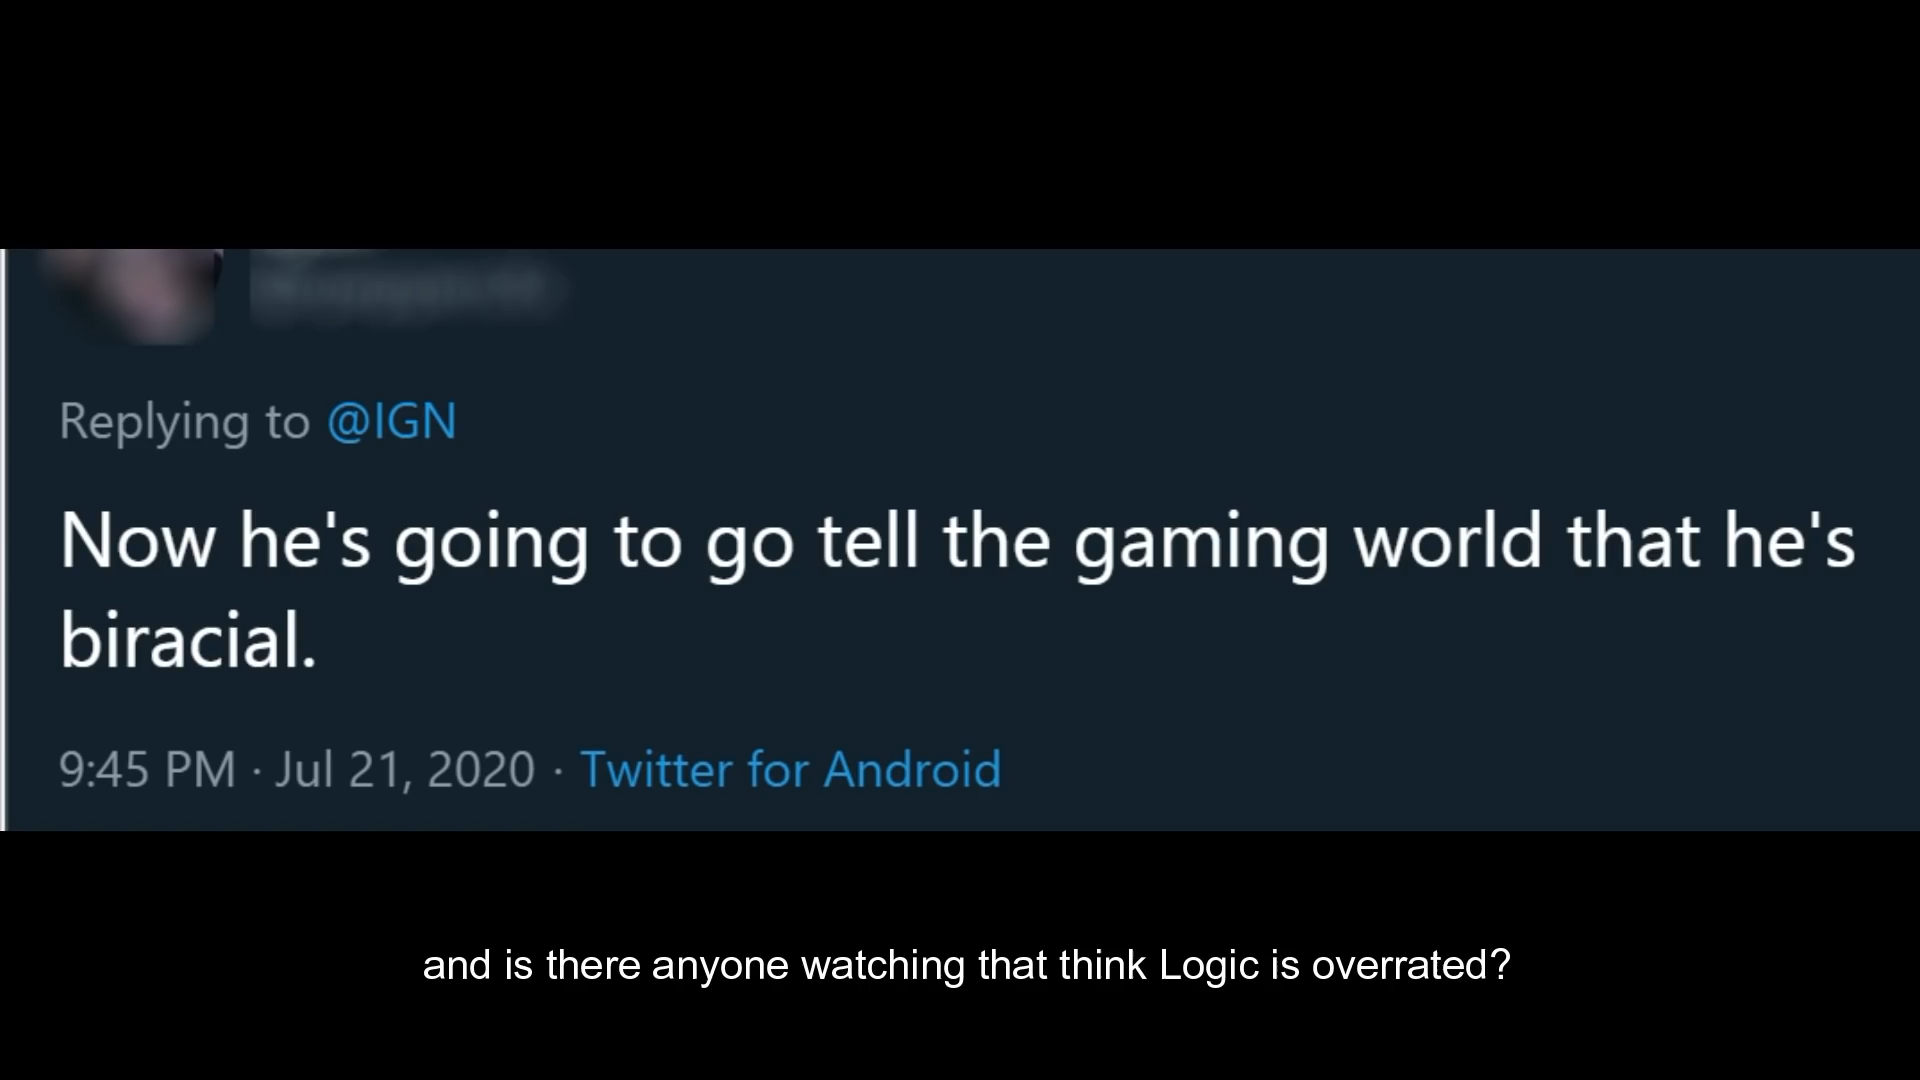 Replying to @IGN
Now he's going to go tell the gaming world that he's
biracial.
9:45 PM · Jul 21, 2020 · Twitter for Android
and is there anyone watching that think Logic is overrated?